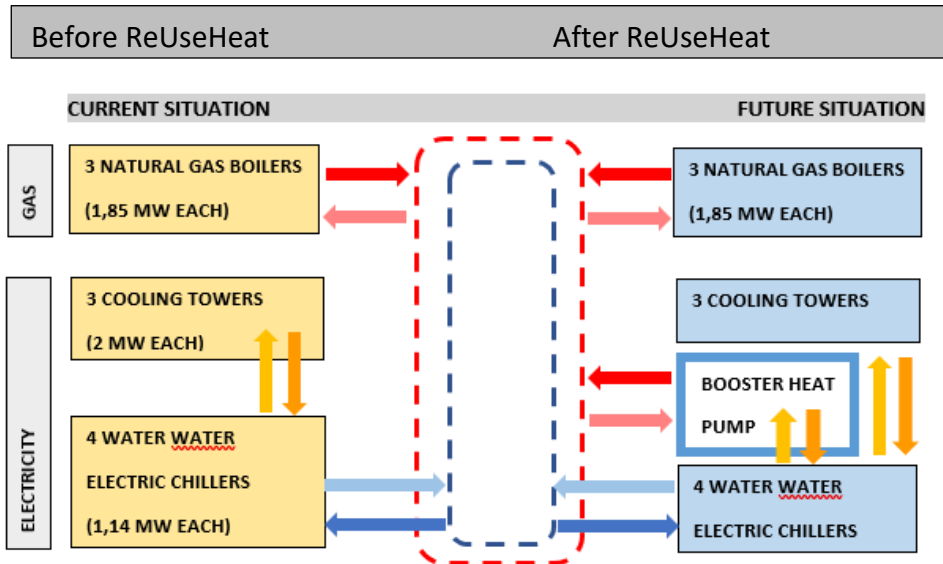 Before ReUseHeat
After ReUseHeat
CURRENT SITUATION
FUTURE SITUATION
GAS
3 NATURAL GAS BOILERS
(1,85 MW EACH)
3 NATURAL GAS BOILERS
(1,85 MW EACH)
ELECTRICITY
3 COOLING TOWERS
(2 MW EACH)
4 WATER WATER
ELECTRIC CHILLERS
(1,14 MW EACH)
3 COOLING TOWERS
BOOSTER HEAT
PUMP
4 WATER WATER
ELECTRIC CHILLERS